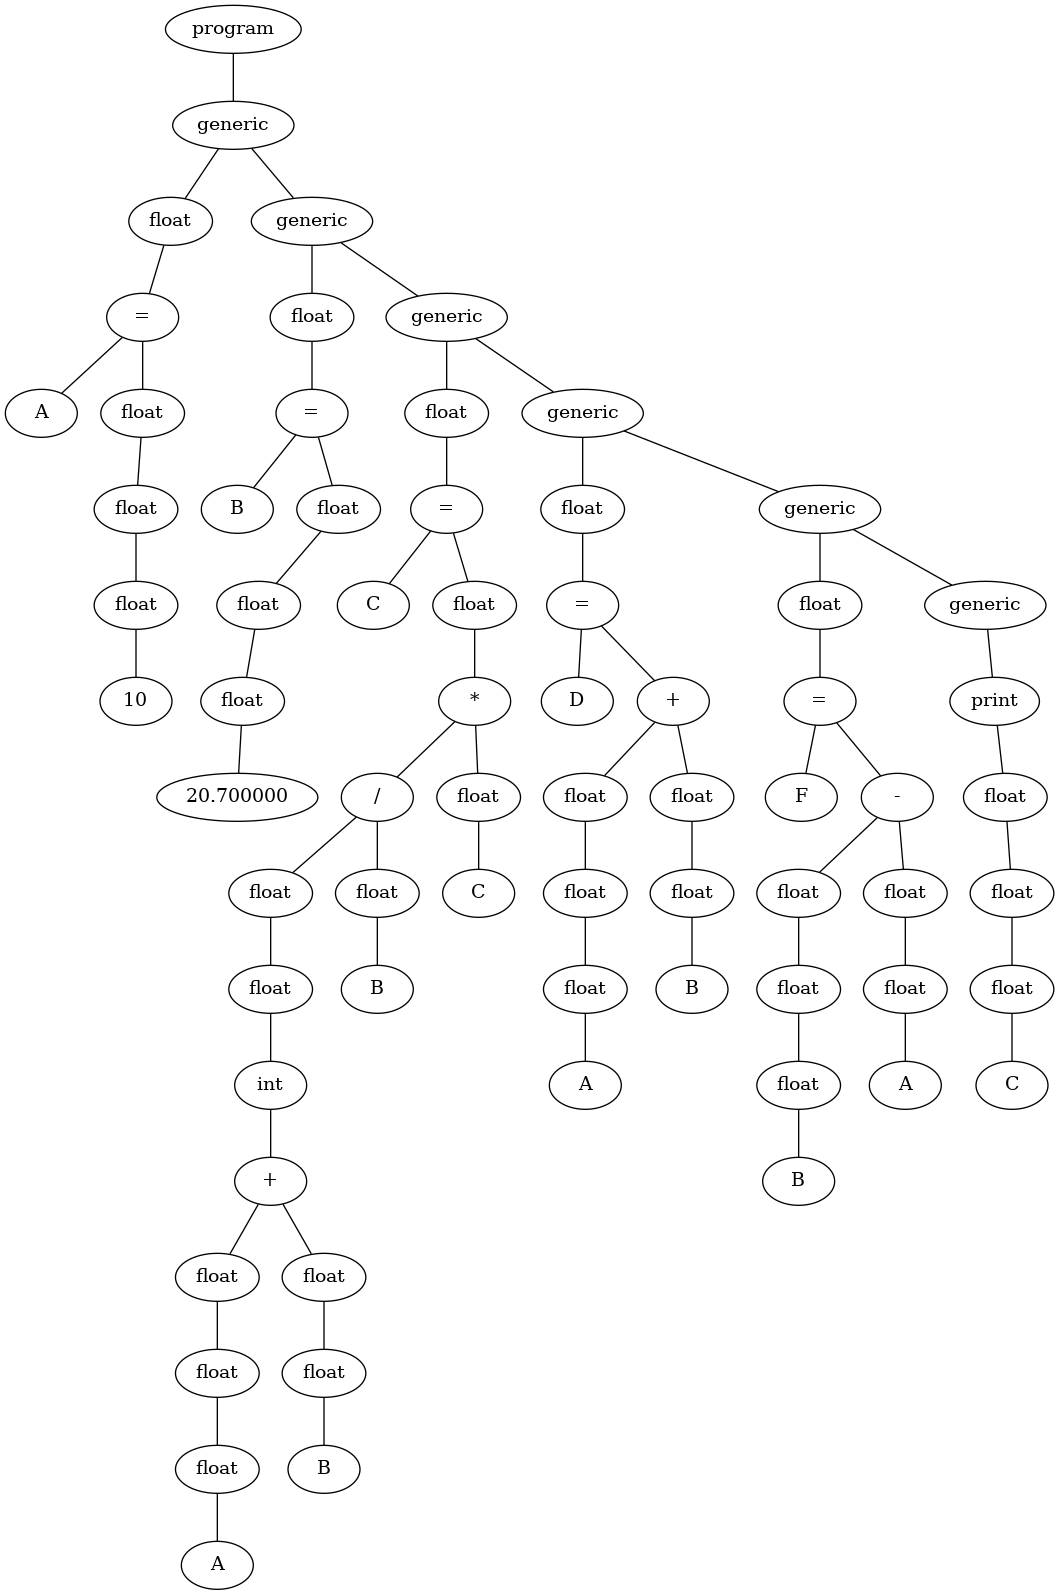 program
generic
float generic
= float generic
A float = float generic
float B float = float generic
float float C float = float generic
10 float * D + = print
20.700000 / float float float F - float
float float C float float float float float
float B float B float float float
int A float A C
+ B
float float
float float
float B
A